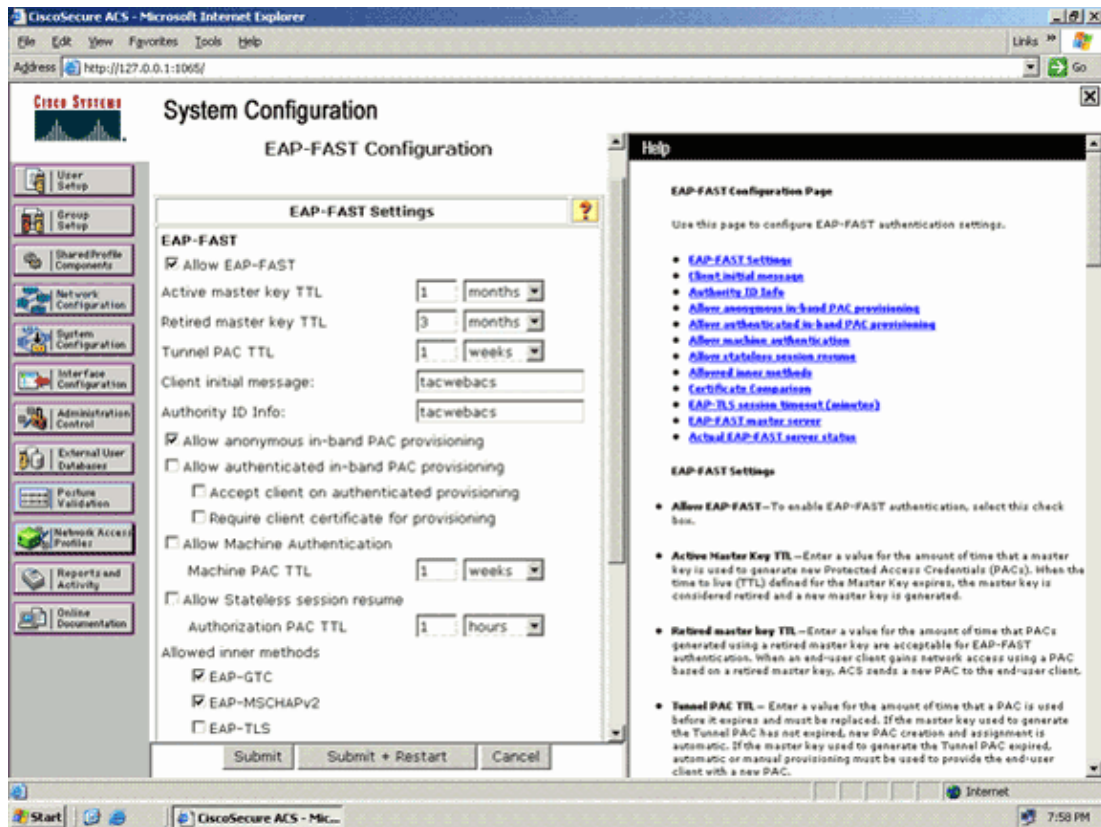 CiscoSecure ACS - Microsoft Internet Explorer
File Edit View Favorites Tools Help
Links »
Address http://127.0.0.1:1065/
Go
CISCO SYSTEMS
System Configuration
User Setup
Group Setup
Shared Profile Components
Network Configuration
System Configuration
Interface Configuration
Administration Control
External User Databases
Posture Validation
Network Access Profiles
Reports and Activity
Online Documentation
EAP-FAST Configuration
EAP-FAST Settings ?
EAP-FAST
Allow EAP-FAST
Active master key TTL 1 months
Retired master key TTL 3 months
Tunnel PAC TTL 1 weeks
Client initial message: tacwebacs
Authority ID Info: tacwebacs
Allow anonymous in-band PAC provisioning
Allow authenticated in-band PAC provisioning
Accept client on authenticated provisioning
Require client certificate for provisioning
Allow Machine Authentication
Machine PAC TTL 1 weeks
Allow Stateless session resume
Authorization PAC TTL 1 hours
Allowed inner methods
EAP-GTC
EAP-MSCHAPv2
EAP-TLS
Submit Submit + Restart Cancel
Help
EAP-FAST Configuration Page
Use this page to configure EAP-FAST authentication settings.
EAP-FAST Settings
Client initial message
Authority ID Info
Allow anonymous in-band PAC provisioning
Allow authenticated in-band PAC provisioning
Allow machine authentication
Allow stateless session resume
Allowed inner methods
Certificate Comparison
EAP-TLS session timeout (minutes)
EAP-FAST master server
Actual EAP-FAST server status
EAP-FAST Settings
• Allow EAP-FAST—To enable EAP-FAST authentication, select this check
box.
• Active Master Key TTL—Enter a value for the amount of time that a master
key is used to generate new Protected Access Credentials (PACs). When the
time to live (TTL) defined for the Master Key expires, the master key is
considered retired and a new master key is generated.
• Retired master key TTL—Enter a value for the amount of time that PACs
generated using a retired master key are acceptable for EAP-FAST
authentication. When an end-user client gains network access using a PAC
based on a retired master key, ACS sends a new PAC to the end-user client.
• Tunnel PAC TTL— Enter a value for the amount of time that a PAC is used
before it expires and must be replaced. If the master key used to generate
the Tunnel PAC has not expired, new PAC creation and assignment is
automatic. If the master key used to generate the Tunnel PAC expired,
automatic or manual provisioning must be used to provide the end-user
client with a new PAC.
Internet
Start CiscoSecure ACS - Mic... 7:58 PM